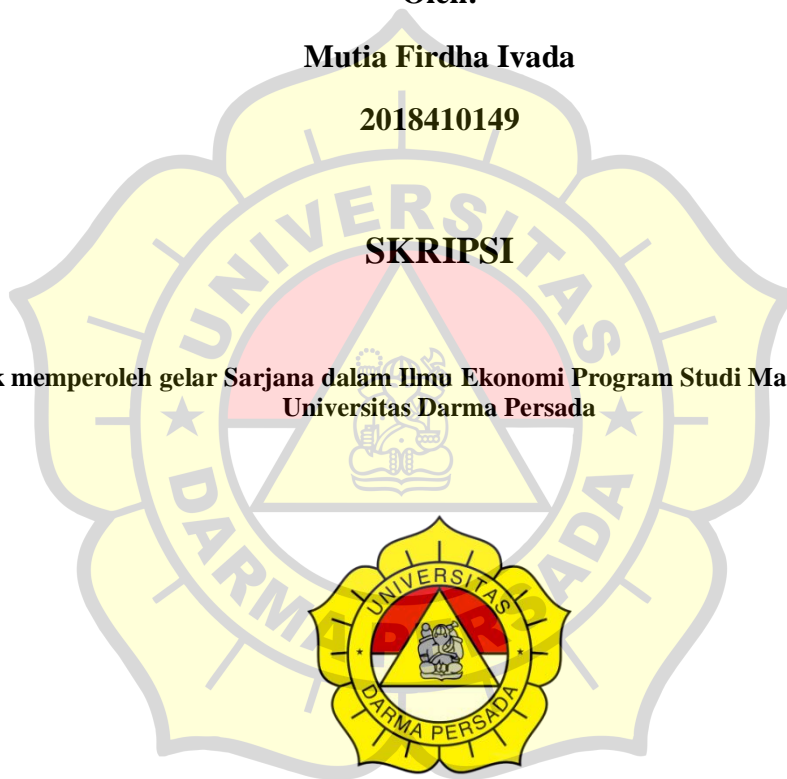 Oleh:
Mutia Firdha Ivada
2018410149
SKRIPSI
k memperoleh gelar Sarjana dalam Ilmu Ekonomi Program Studi Ma
Universitas Darma Persada
UNIVERSITAS
DARMA PERSADA
UNIVERSITAS
DARMA PERSADA